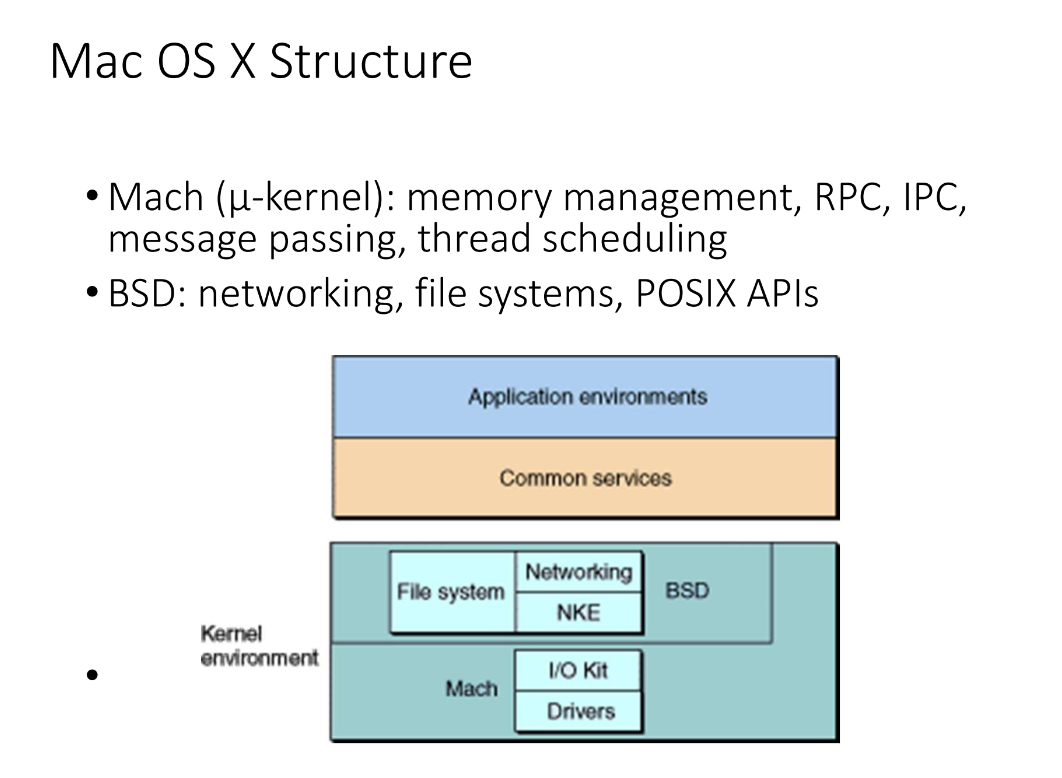 Mac OS X Structure
• Mach (μ-kernel): memory management, RPC, IPC,
message passing, thread scheduling
• BSD: networking, file systems, POSIX APIs
Application environments
Common services
File system
Networking
NKE
BSD
Kernel
environment
•
Mach
I/O Kit
Drivers